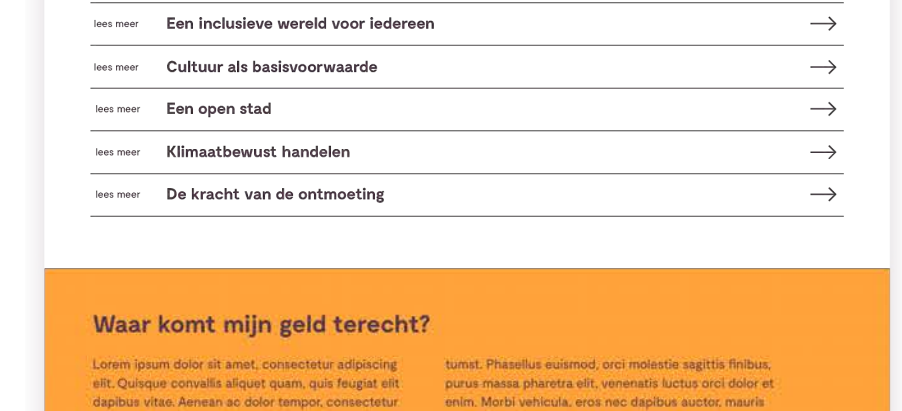 lees meer Een inclusieve wereld voor iedereen
lees meer Cultuur als basisvoorwaarde
lees meer Een open stad
lees meer Klimaatbewust handelen
lees meer De kracht van de ontmoeting
Waar komt mijn geld terecht?
Lorem ipsum dolor sit amet, consectetur adipiscing
elit. Quisque convallis aliquet quam, quis feugiat elit
dapibus vitae. Aenean ac dolor tempor, consectetur
tumst. Phasellus euismod, orci molestie sagittis finibus,
purus massa pharetra elit, venenatis luctus orci dolor et
enim. Morbi vehicula, eros nec dapibus auctor, mauris